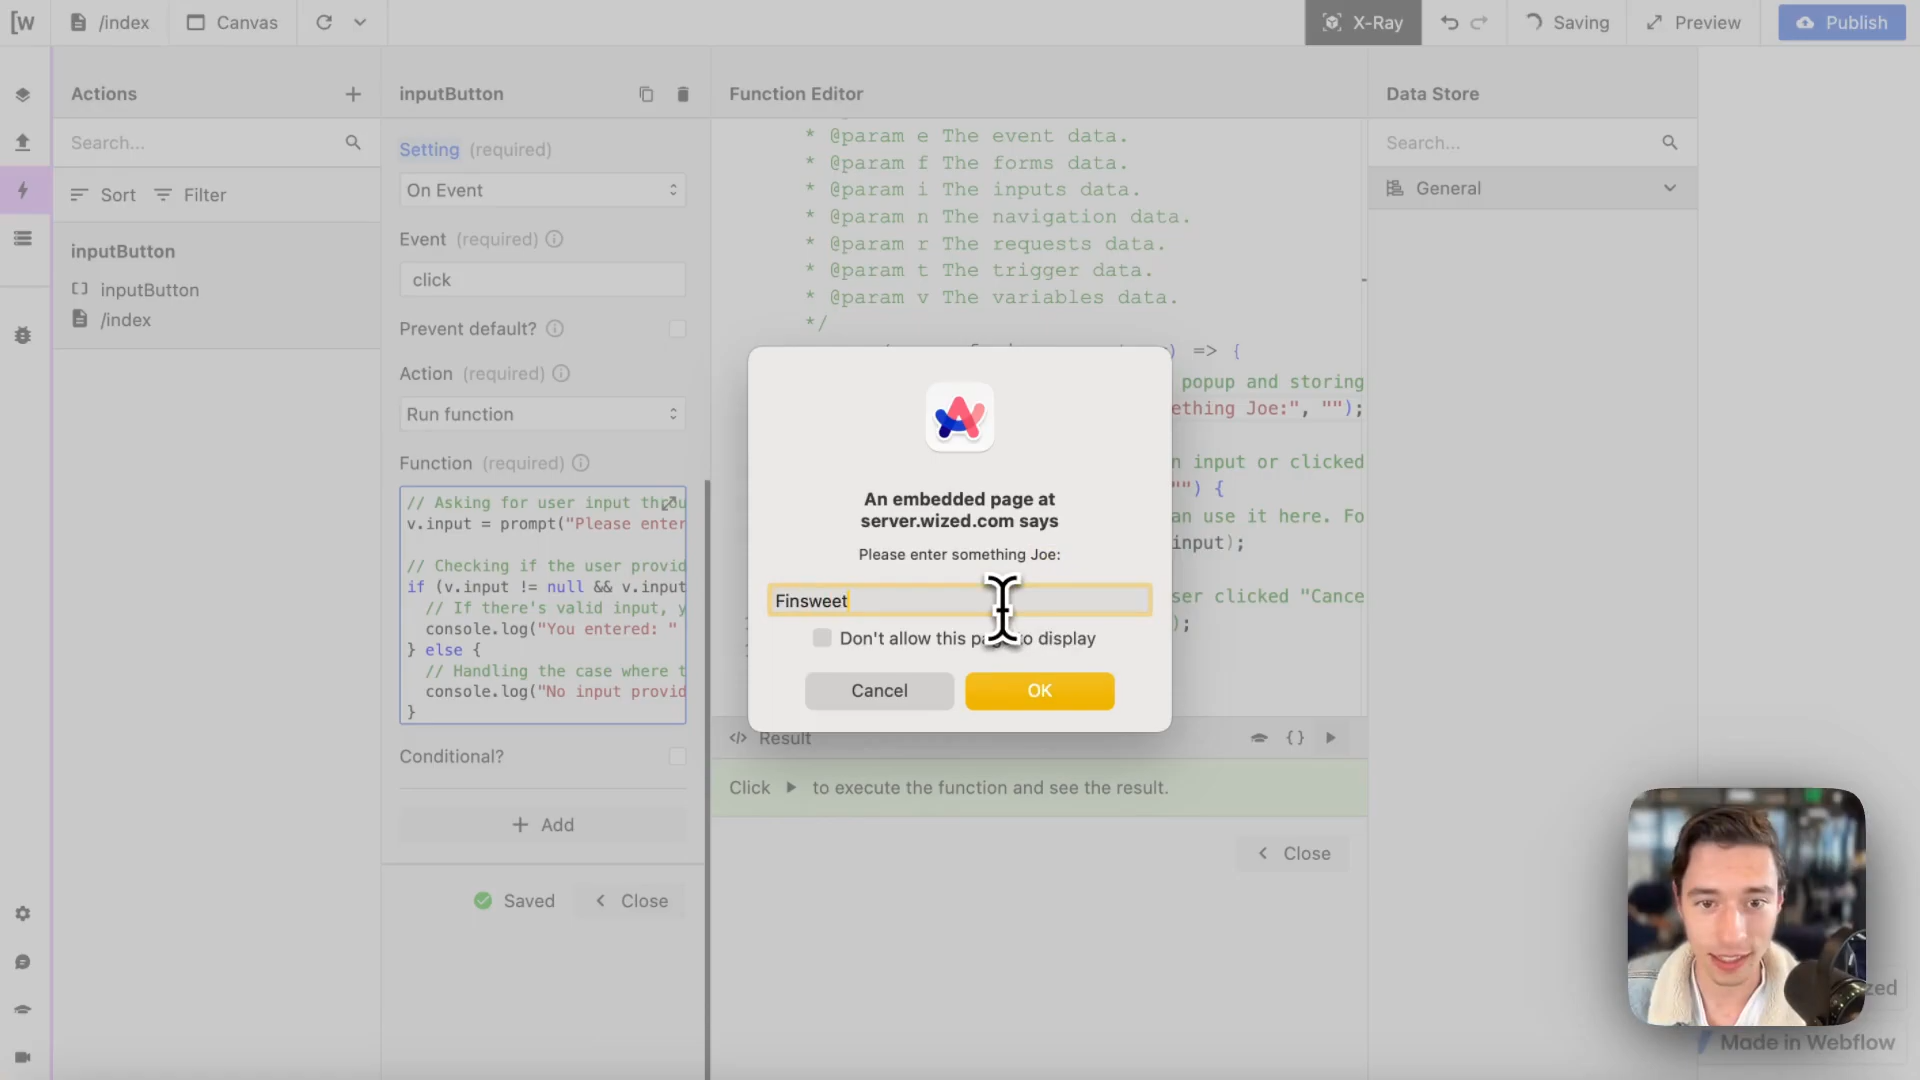 [w
/index
Canvas
X-Ray
Saving
Preview
Publish
Actions
Search...
Sort
Filter
inputButton
inputButton
/index
inputButton
Setting (required)
On Event
Event (required)
click
Prevent default?
Action (required)
Run function
Function (required)
// Asking for user input throu
v.input = prompt("Please enter
// Checking if the user provid
if (v.input != null && v.input
// If there's valid input, y
console.log("You entered: "
} else {
// Handling the case where t
console.log("No input provid
}
Conditional?
+ Add
Saved
Close
Function Editor
* @param e The event data.
* @param f The forms data.
* @param i The inputs data.
* @param n The navigation data.
* @param r The requests data.
* @param t The trigger data.
* @param v The variables data.
*/
) => {
popup and storing
ething Joe:", "");
n input or clicked
"") {
an use it here. Fo
input);
ser clicked "Cance
);
An embedded page at
server.wized.com says
Please enter something Joe:
Finsweet
Don't allow this page to display
Cancel
OK
</> Result
{ }
Click ▶ to execute the function and see the result.
Close
Data Store
Search...
General
zed
Made in Webflow